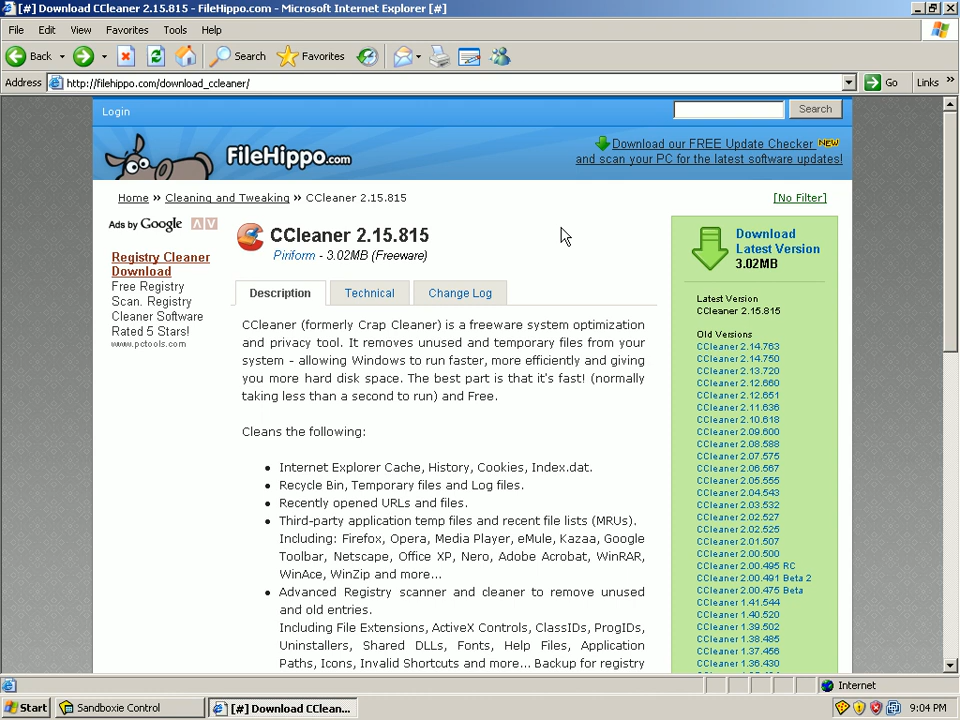 [#] Download CCleaner 2.15.815 - FileHippo.com - Microsoft Internet Explorer [#]
File Edit View Favorites Tools Help
Back Search Favorites
Address http://filehippo.com/download_ccleaner/ Go Links »
Login Search
FileHippo.com
Download our FREE Update Checker NEW
and scan your PC for the latest software updates!
Home » Cleaning and Tweaking » CCleaner 2.15.815
[No Filter]
Ads by Google
Registry Cleaner
Download
Free Registry
Scan. Registry
Cleaner Software
Rated 5 Stars!
www.pctools.com
CCleaner 2.15.815
Piriform - 3.02MB (Freeware)
Description Technical Change Log
CCleaner (formerly Crap Cleaner) is a freeware system optimization
and privacy tool. It removes unused and temporary files from your
system - allowing Windows to run faster, more efficiently and giving
you more hard disk space. The best part is that it's fast! (normally
taking less than a second to run) and Free.
Cleans the following:
• Internet Explorer Cache, History, Cookies, Index.dat.
• Recycle Bin, Temporary files and Log files.
• Recently opened URLs and files.
• Third-party application temp files and recent file lists (MRUs).
Including: Firefox, Opera, Media Player, eMule, Kazaa, Google
Toolbar, Netscape, Office XP, Nero, Adobe Acrobat, WinRAR,
WinAce, WinZip and more...
• Advanced Registry scanner and cleaner to remove unused
and old entries.
Including File Extensions, ActiveX Controls, ClassIDs, ProgIDs,
Uninstallers, Shared DLLs, Fonts, Help Files, Application
Paths, Icons, Invalid Shortcuts and more... Backup for registry
Download
Latest Version
3.02MB
Latest Version
CCleaner 2.15.815
Old Versions
CCleaner 2.14.763
CCleaner 2.14.750
CCleaner 2.13.720
CCleaner 2.12.660
CCleaner 2.12.651
CCleaner 2.11.636
CCleaner 2.10.618
CCleaner 2.09.600
CCleaner 2.08.588
CCleaner 2.07.575
CCleaner 2.06.567
CCleaner 2.05.555
CCleaner 2.04.543
CCleaner 2.03.532
CCleaner 2.02.527
CCleaner 2.02.525
CCleaner 2.01.507
CCleaner 2.00.500
CCleaner 2.00.495 RC
CCleaner 2.00.491 Beta 2
CCleaner 2.00.475 Beta
CCleaner 1.41.544
CCleaner 1.40.520
CCleaner 1.39.502
CCleaner 1.38.485
CCleaner 1.37.456
CCleaner 1.36.430
Internet
Start Sandboxie Control [#] Download CClean... 9:04 PM